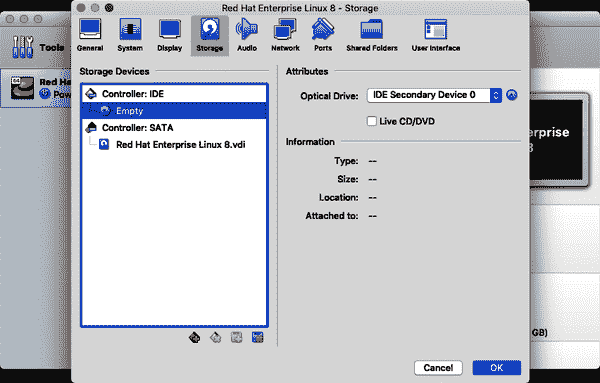 Red Hat Enterprise Linux 8 - Storage
General System Display Storage Audio Network Ports Shared Folders User Interface
Tools
Red Ha
Pow
Storage Devices
Controller: IDE
Empty
Controller: SATA
Red Hat Enterprise Linux 8.vdi
Attributes
Optical Drive: IDE Secondary Device 0
Live CD/DVD
Information
Type: --
Size: --
Location: --
Attached to: --
erprise
8
GB)
Cancel OK